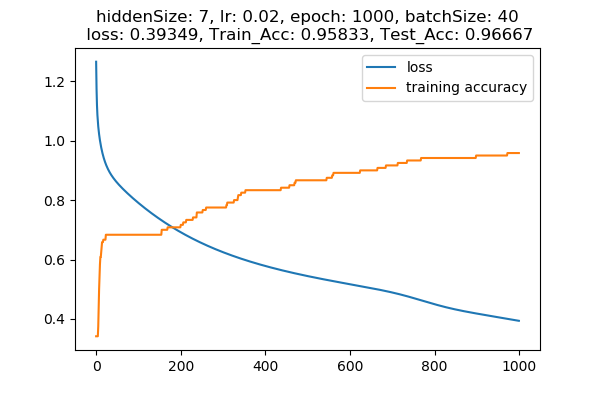 hiddenSize: 7, lr: 0.02, epoch: 1000, batchSize: 40
loss: 0.39349, Train_Acc: 0.95833, Test_Acc: 0.96667
loss
training accuracy
1.2
1.0
0.8
0.6
0.4
0 200 400 600 800 1000